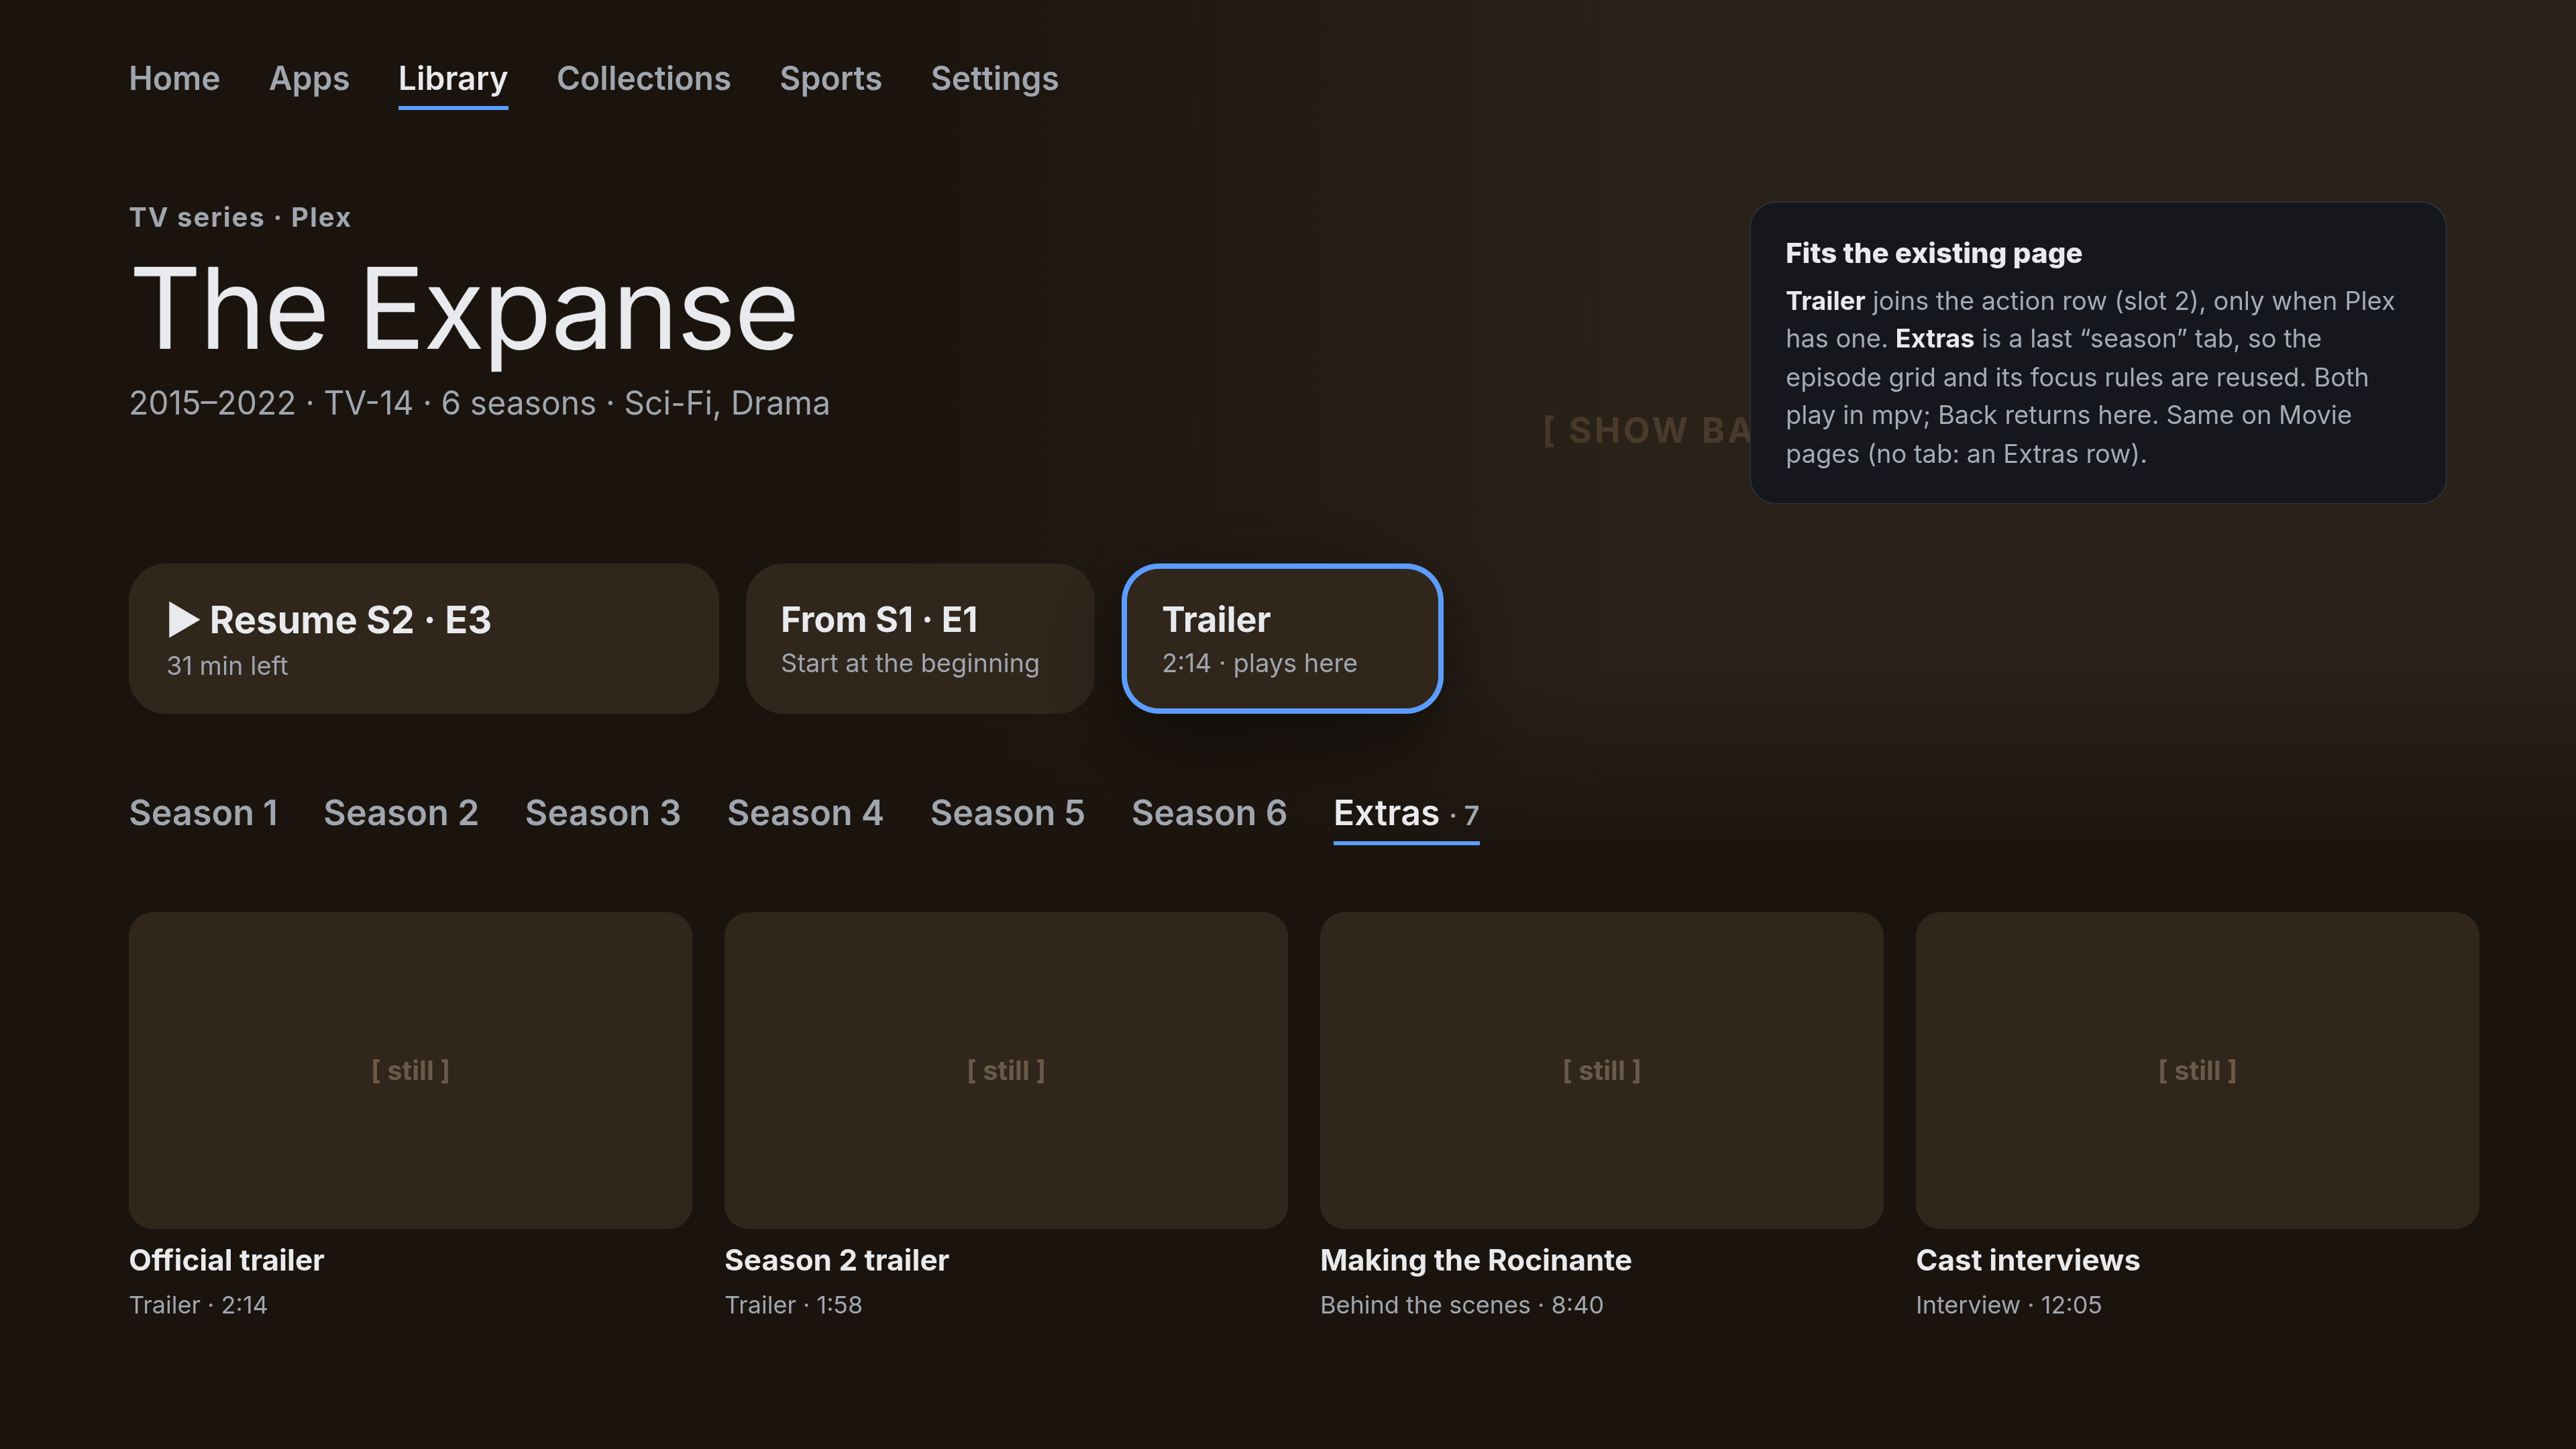 Home Apps Library Collections Sports Settings
TV series · Plex
The Expanse
2015–2022 · TV-14 · 6 seasons · Sci-Fi, Drama
[ SHOW
Fits the existing page
Trailer joins the action row (slot 2), only when Plex
has one. Extras is a last “season” tab, so the
episode grid and its focus rules are reused. Both
play in mpv; Back returns here. Same on Movie
pages (no tab: an Extras row).
▶ Resume S2 · E3
31 min left
From S1 · E1
Start at the beginning
Trailer
2:14 · plays here
Season 1 Season 2 Season 3 Season 4 Season 5 Season 6 Extras · 7
[ still ] [ still ] [ still ] [ still ]
Official trailer
Trailer · 2:14
Season 2 trailer
Trailer · 1:58
Making the Rocinante
Behind the scenes · 8:40
Cast interviews
Interview · 12:05